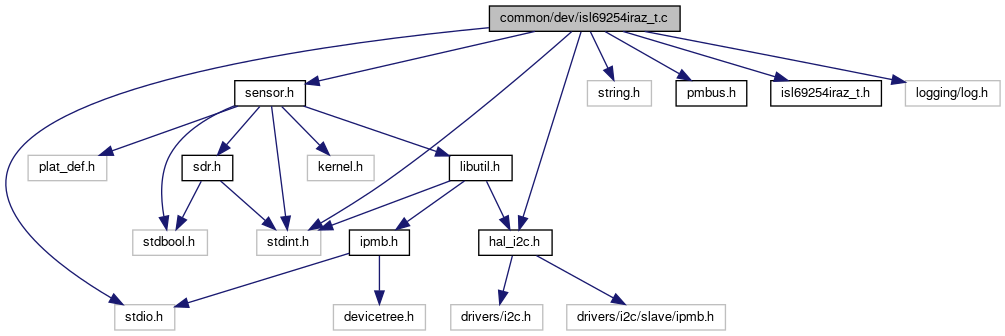 common/dev/isl69254iraz_t.c
sensor.h
string.h
pmbus.h
isl69254iraz_t.h
logging/log.h
plat_def.h
sdr.h
kernel.h
libutil.h
stdbool.h
stdint.h
ipmb.h
hal_i2c.h
stdio.h
devicetree.h
drivers/i2c.h
drivers/i2c/slave/ipmb.h